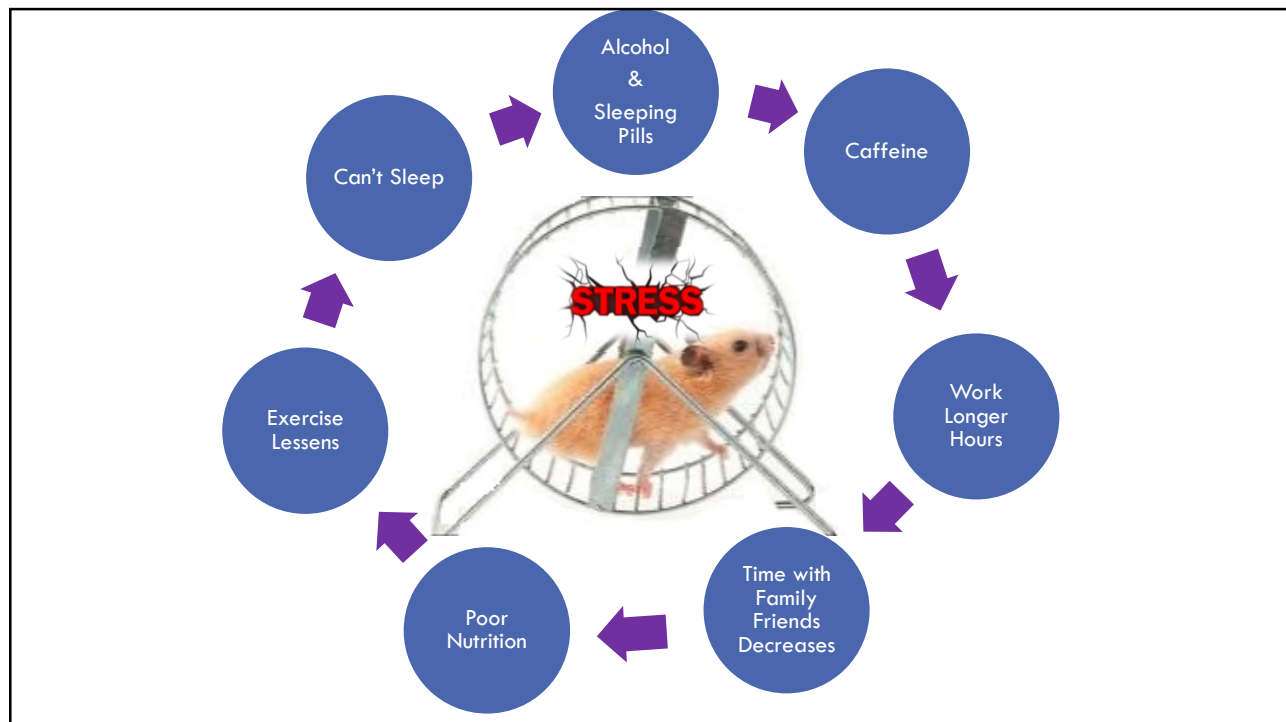 Alcohol
&
Sleeping
Pills
Caffeine
Work
Longer
Hours
Time with
Family
Friends
Decreases
Poor
Nutrition
Exercise
Lessens
Can’t Sleep
STRESS